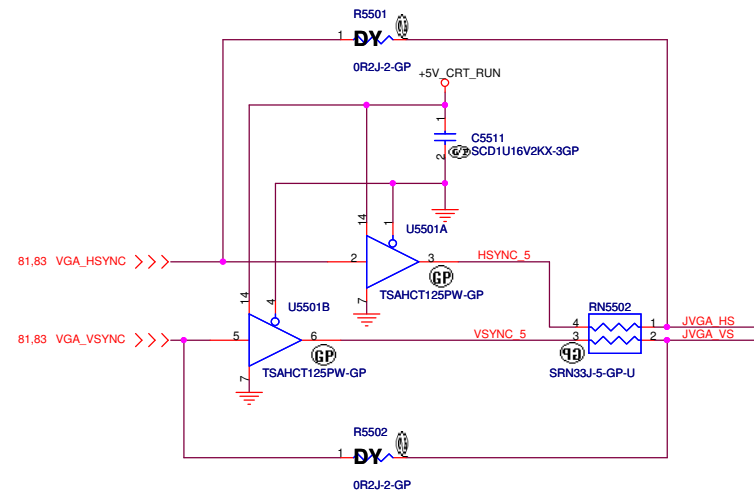 R5501
1 DY
0R2J-2-GP
+5V_CRT_RUN
1
C5511
2 G/P SCD1U16V2KX-3GP
14 1 U5501A
81,83 VGA_HSYNC 2 3 HSYNC_5
GP
TSAHCT125PW-GP
7
14 4 U5501B
RN5502
4 1 JVGA_HS
81,83 VGA_VSYNC 5 6 VSYNC_5 3 2 JVGA_VS
GP
TSAHCT125PW-GP
SRN33J-5-GP-U
7
R5502
1 DY
0R2J-2-GP